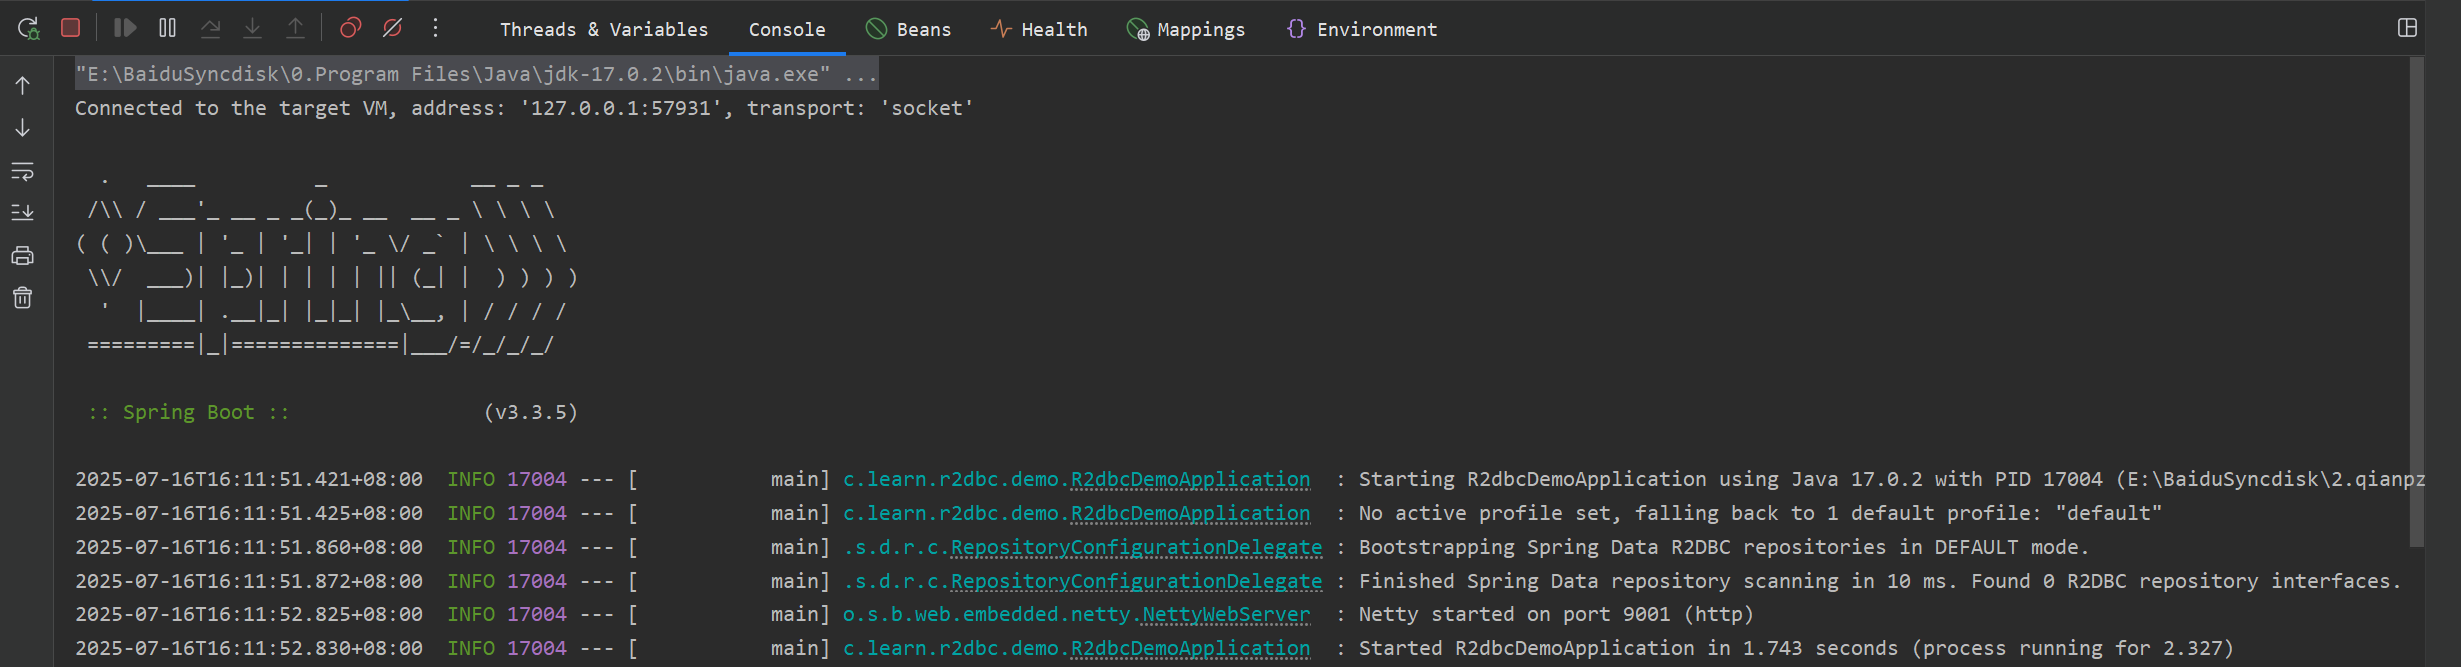 Threads & Variables Console Beans Health Mappings Environment
"E:\BaiduSyncdisk\0.Program Files\Java\jdk-17.0.2\bin\java.exe" ...
Connected to the target VM, address: '127.0.0.1:57931', transport: 'socket'
  .   ____          _            __ _ _
 /\\ / ___'_ __ _ _(_)_ __  __ _ \ \ \ \
( ( )\___ | '_ | '_| | '_ \/ _` | \ \ \ \
 \\/  ___)| |_)| | | | | || (_| |  ) ) ) )
  '  |____| .__|_| |_|_| |_\__, | / / / /
 =========|_|==============|___/=/_/_/_/
 :: Spring Boot ::                (v3.3.5)
2025-07-16T16:11:51.421+08:00  INFO 17004 --- [           main] c.learn.r2dbc.demo.R2dbcDemoApplication  : Starting R2dbcDemoApplication using Java 17.0.2 with PID 17004 (E:\BaiduSyncdisk\2.qianpz
2025-07-16T16:11:51.425+08:00  INFO 17004 --- [           main] c.learn.r2dbc.demo.R2dbcDemoApplication  : No active profile set, falling back to 1 default profile: "default"
2025-07-16T16:11:51.860+08:00  INFO 17004 --- [           main] .s.d.r.c.RepositoryConfigurationDelegate : Bootstrapping Spring Data R2DBC repositories in DEFAULT mode.
2025-07-16T16:11:51.872+08:00  INFO 17004 --- [           main] .s.d.r.c.RepositoryConfigurationDelegate : Finished Spring Data repository scanning in 10 ms. Found 0 R2DBC repository interfaces.
2025-07-16T16:11:52.825+08:00  INFO 17004 --- [           main] o.s.b.web.embedded.netty.NettyWebServer  : Netty started on port 9001 (http)
2025-07-16T16:11:52.830+08:00  INFO 17004 --- [           main] c.learn.r2dbc.demo.R2dbcDemoApplication  : Started R2dbcDemoApplication in 1.743 seconds (process running for 2.327)